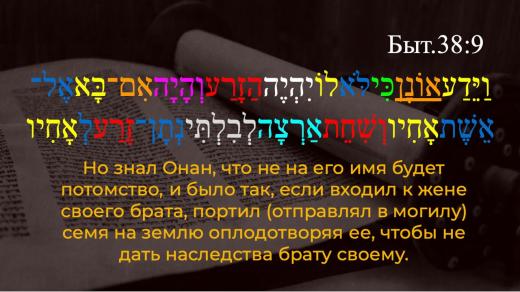 Быт.38:9
וַיֵּדַע אוֹנָן כִּי לֹּא לוֹ יִהְיֶה הַזָּרַע וְהָיָה אִם־בָּא אֶל־
אֵשֶׁת אָחִיו וְשִׁחֵת אַרְצָה לְבִלְתִּי נְתָן־זֶרַע לְאָחִיו
Но знал Онан, что не на его имя будет
потомство, и было так, если входил к жене
своего брата, портил (отправлял в могилу)
семя на землю оплодотворяя ее, чтобы не
дать наследства брату своему.